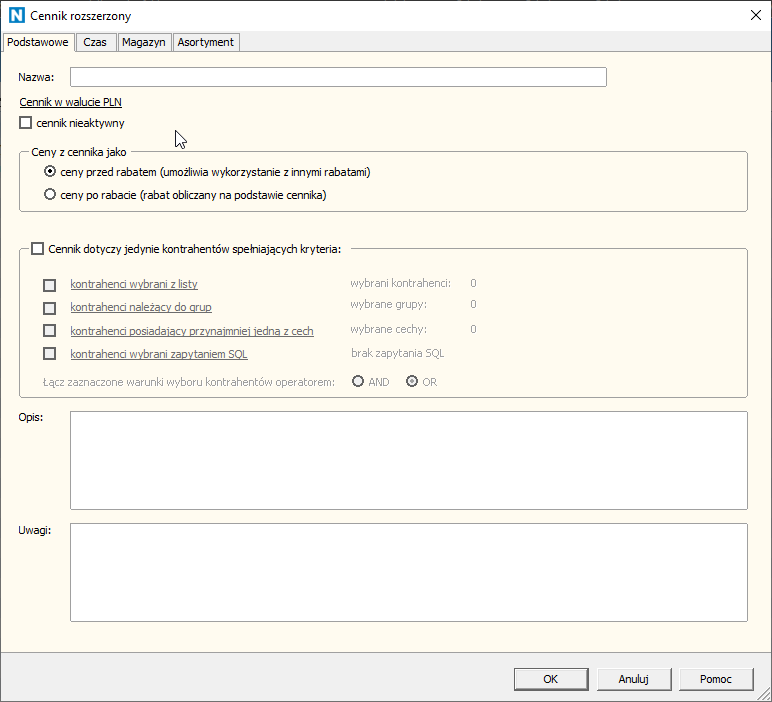 N Cennik rozszerzony
Podstawowe Czas Magazyn Asortyment
Nazwa:
Cennik w walucie PLN
cennik nieaktywny
Ceny z cennika jako
ceny przed rabatem (umożliwia wykorzystanie z innymi rabatami)
ceny po rabacie (rabat obliczany na podstawie cennika)
Cennik dotyczy jedynie kontrahentów spełniających kryteria:
kontrahenci wybrani z listy wybrani kontrahenci: 0
kontrahenci należący do grup wybrane grupy: 0
kontrahenci posiadający przynajmniej jedną z cech wybrane cechy: 0
kontrahenci wybrani zapytaniem SQL brak zapytania SQL
Łącz zaznaczone warunki wyboru kontrahentów operatorem: AND OR
Opis:
Uwagi:
OK Anuluj Pomoc